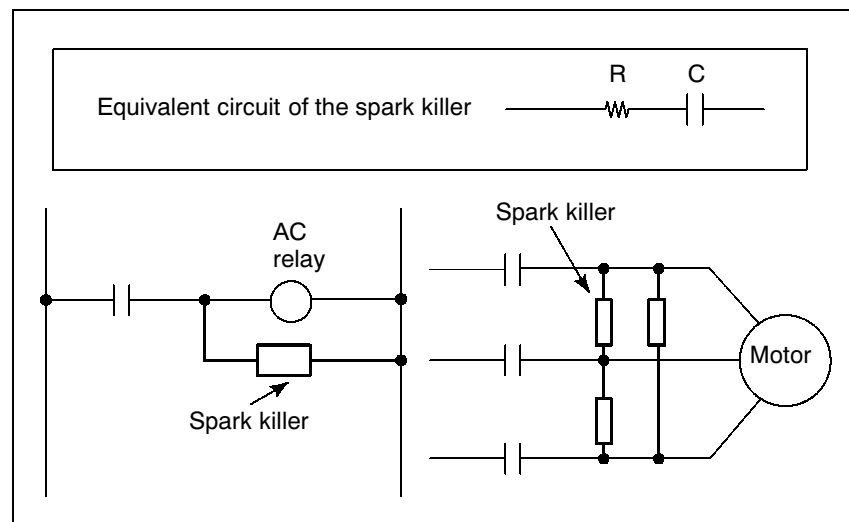 R C
Equivalent circuit of the spark killer
AC
relay
Spark killer
Spark killer
Motor